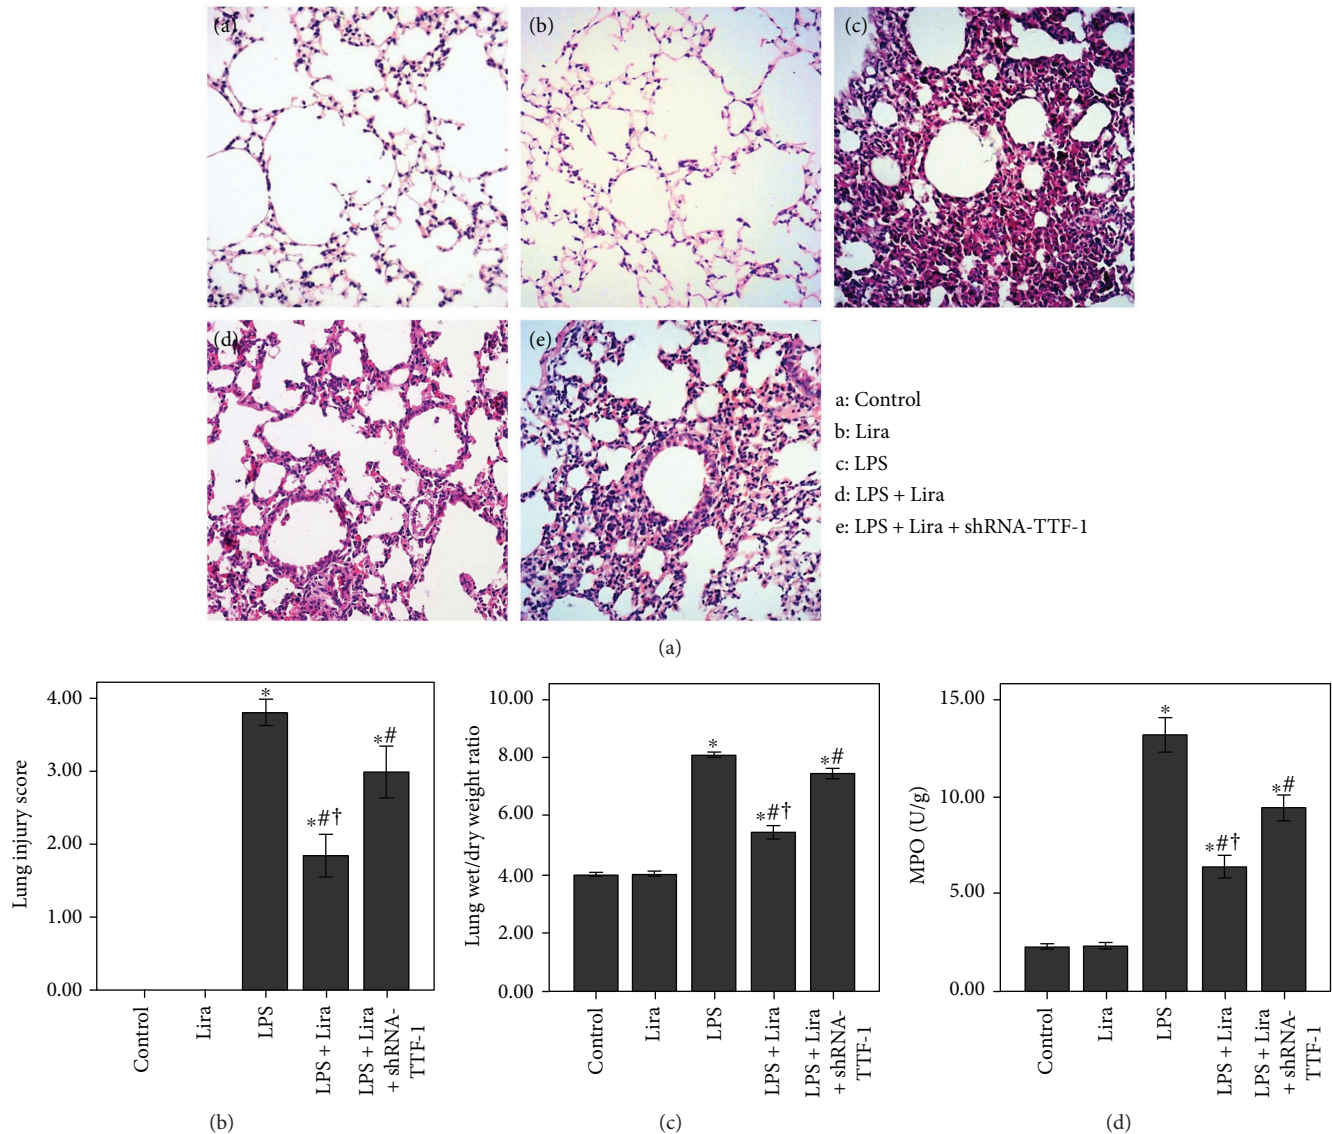 (a)
(b)
(c)
(d)
(e)
a: Control
b: Lira
c: LPS
d: LPS + Lira
e: LPS + Lira + shRNA-TTF-1
(a)
Lung injury score
4.00
3.00
2.00
1.00
0.00
*
*#†
*#
Control
Lira
LPS
LPS + Lira
LPS + Lira
+ shRNA-
TTF-1
(b)
Lung wet/dry weight ratio
10.00
8.00
6.00
4.00
2.00
0.00
*
*#†
*#
Control
Lira
LPS
LPS + Lira
LPS + Lira
+ shRNA-
TTF-1
(c)
MPO (U/g)
15.00
10.00
5.00
0.00
*
*#†
*#
Control
Lira
LPS
LPS + Lira
LPS + Lira
+ shRNA-
TTF-1
(d)